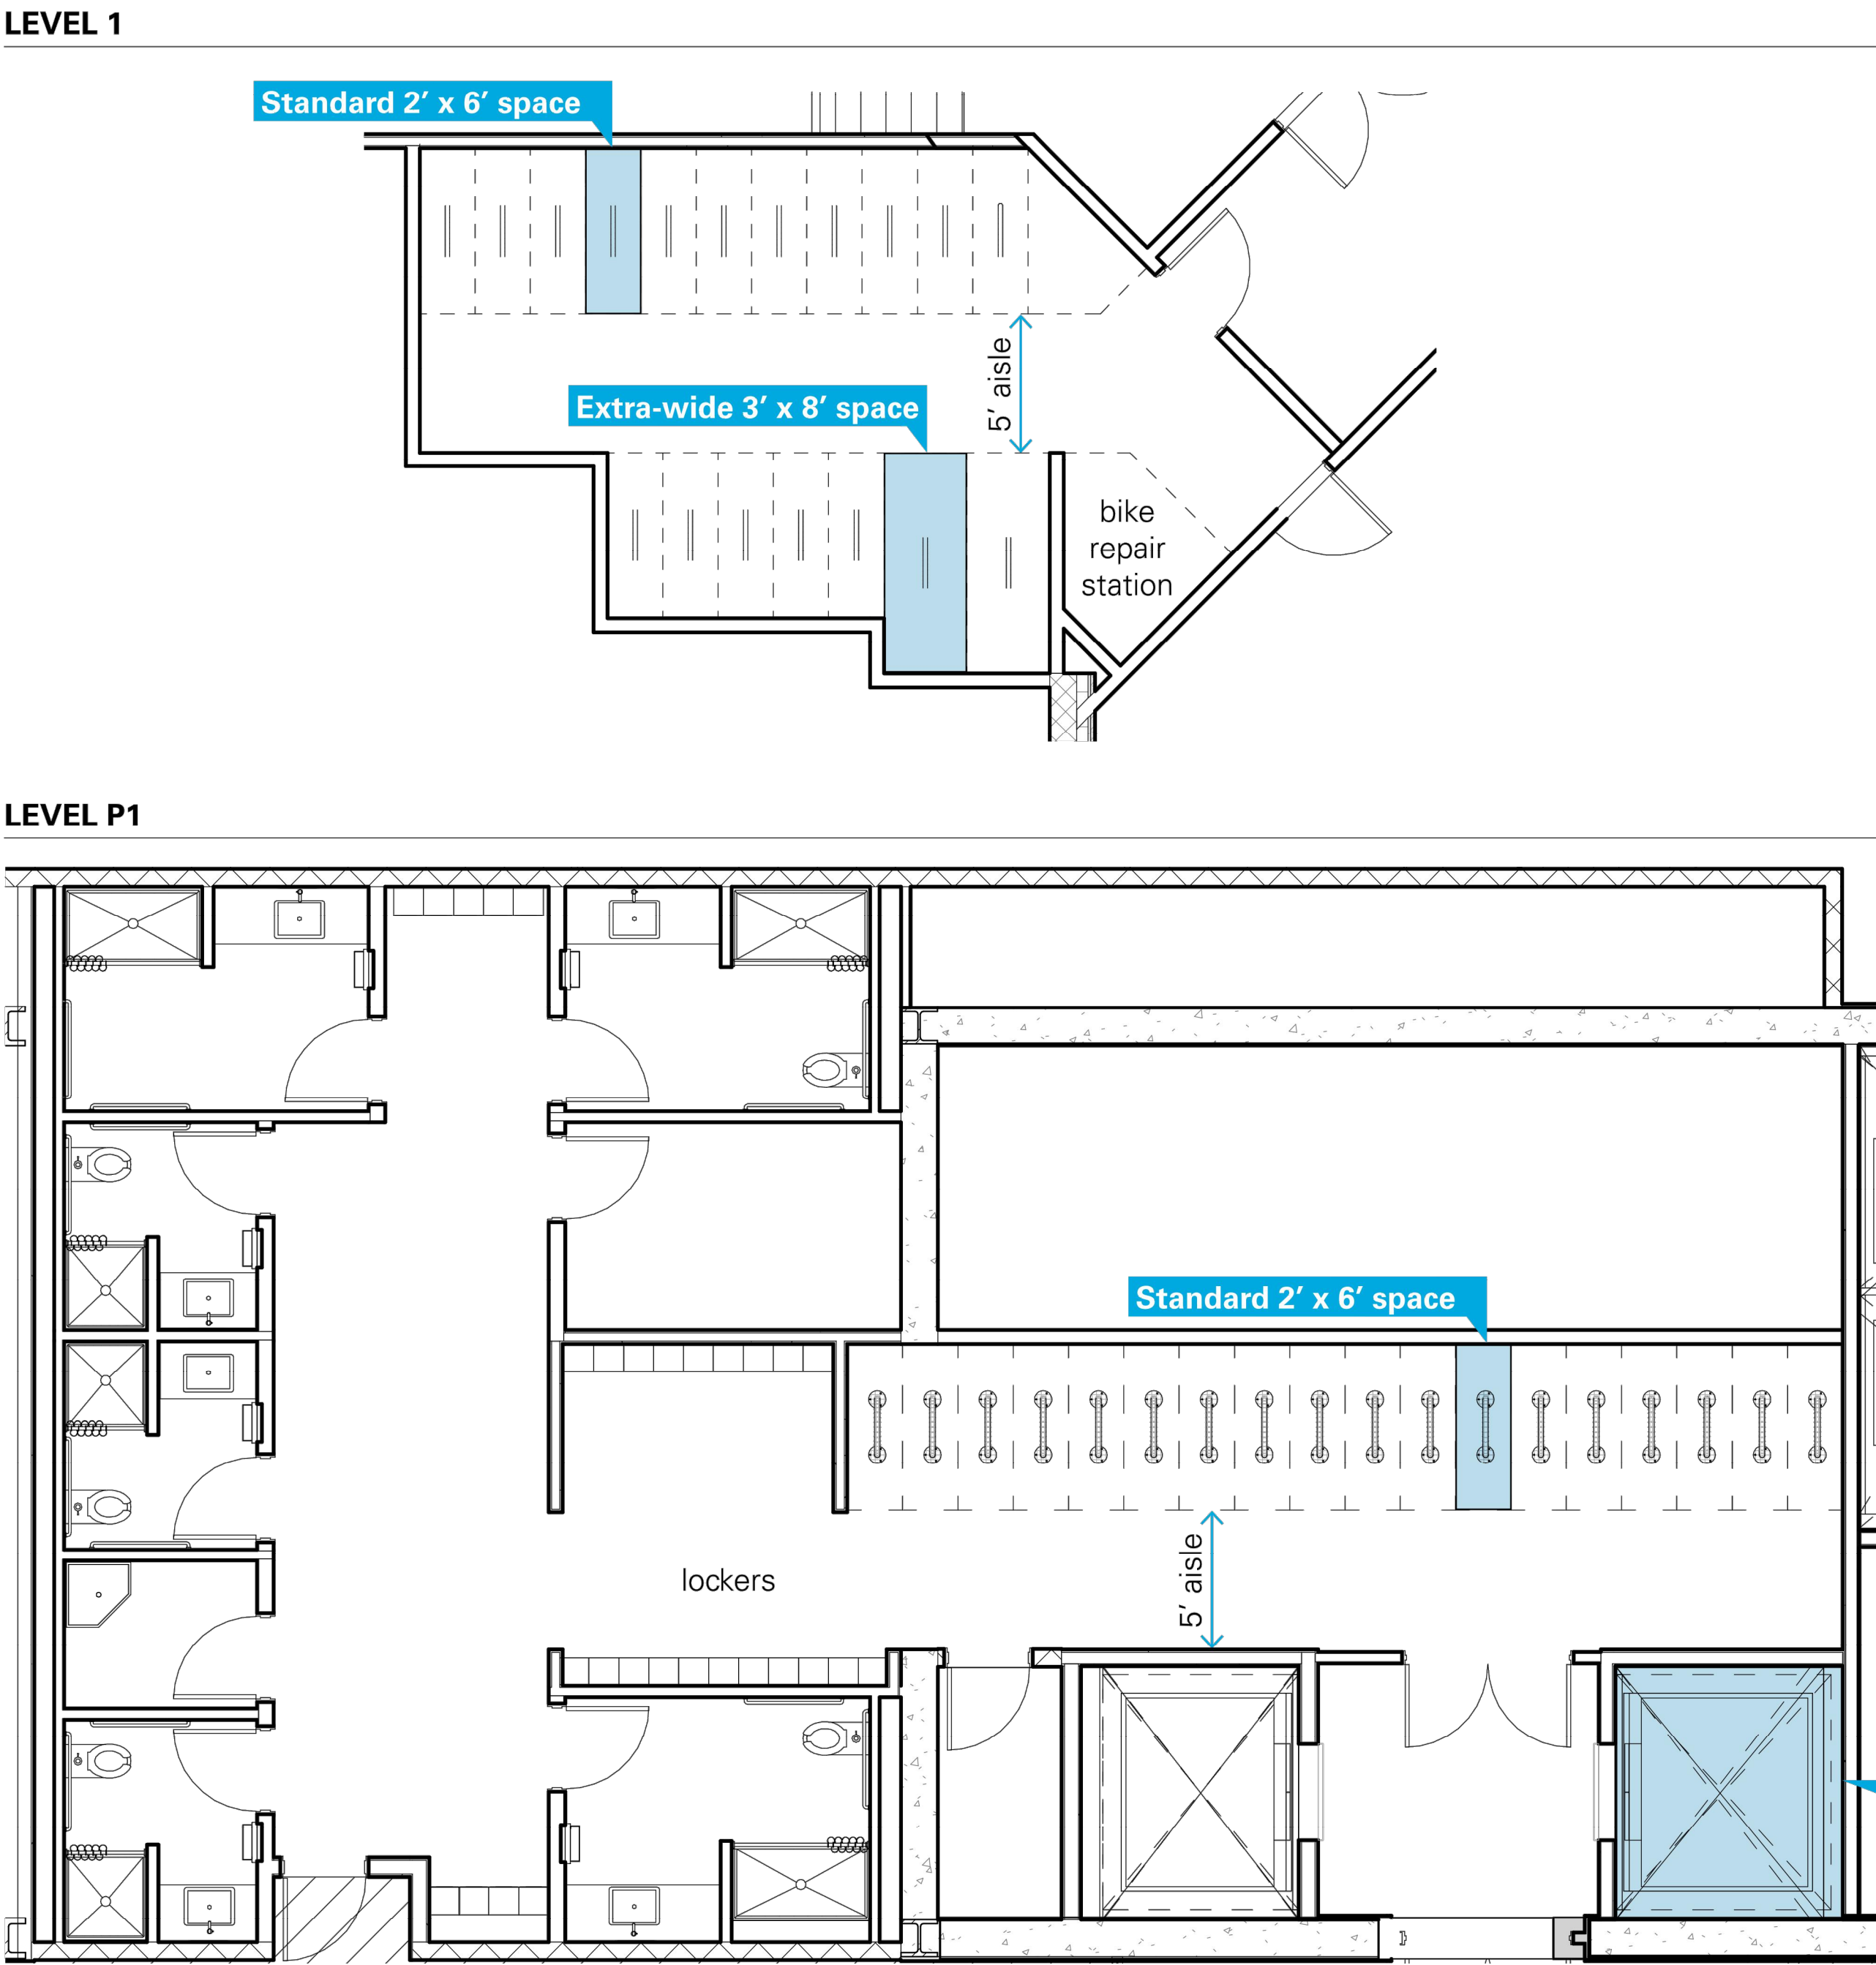 LEVEL 1
Standard 2′ x 6′ space
5′ aisle
Extra-wide 3′ x 8′ space
bike
repair
station
LEVEL P1
Standard 2′ x 6′ space
5′ aisle
lockers